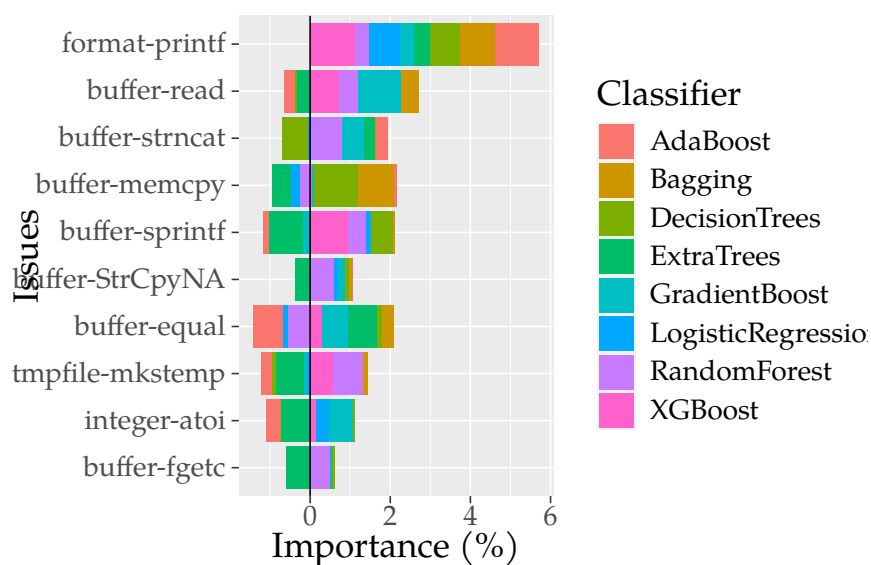 format-printf
buffer-read
buffer-strncat
buffer-memcpy
buffer-sprintf
buffer-StrCpyNA
buffer-equal
tmpfile-mkstemp
integer-atoi
buffer-fgetc
Issues
0 2 4 6
Importance (%)
Classifier
AdaBoost
Bagging
DecisionTrees
ExtraTrees
GradientBoost
LogisticRegressio
RandomForest
XGBoost